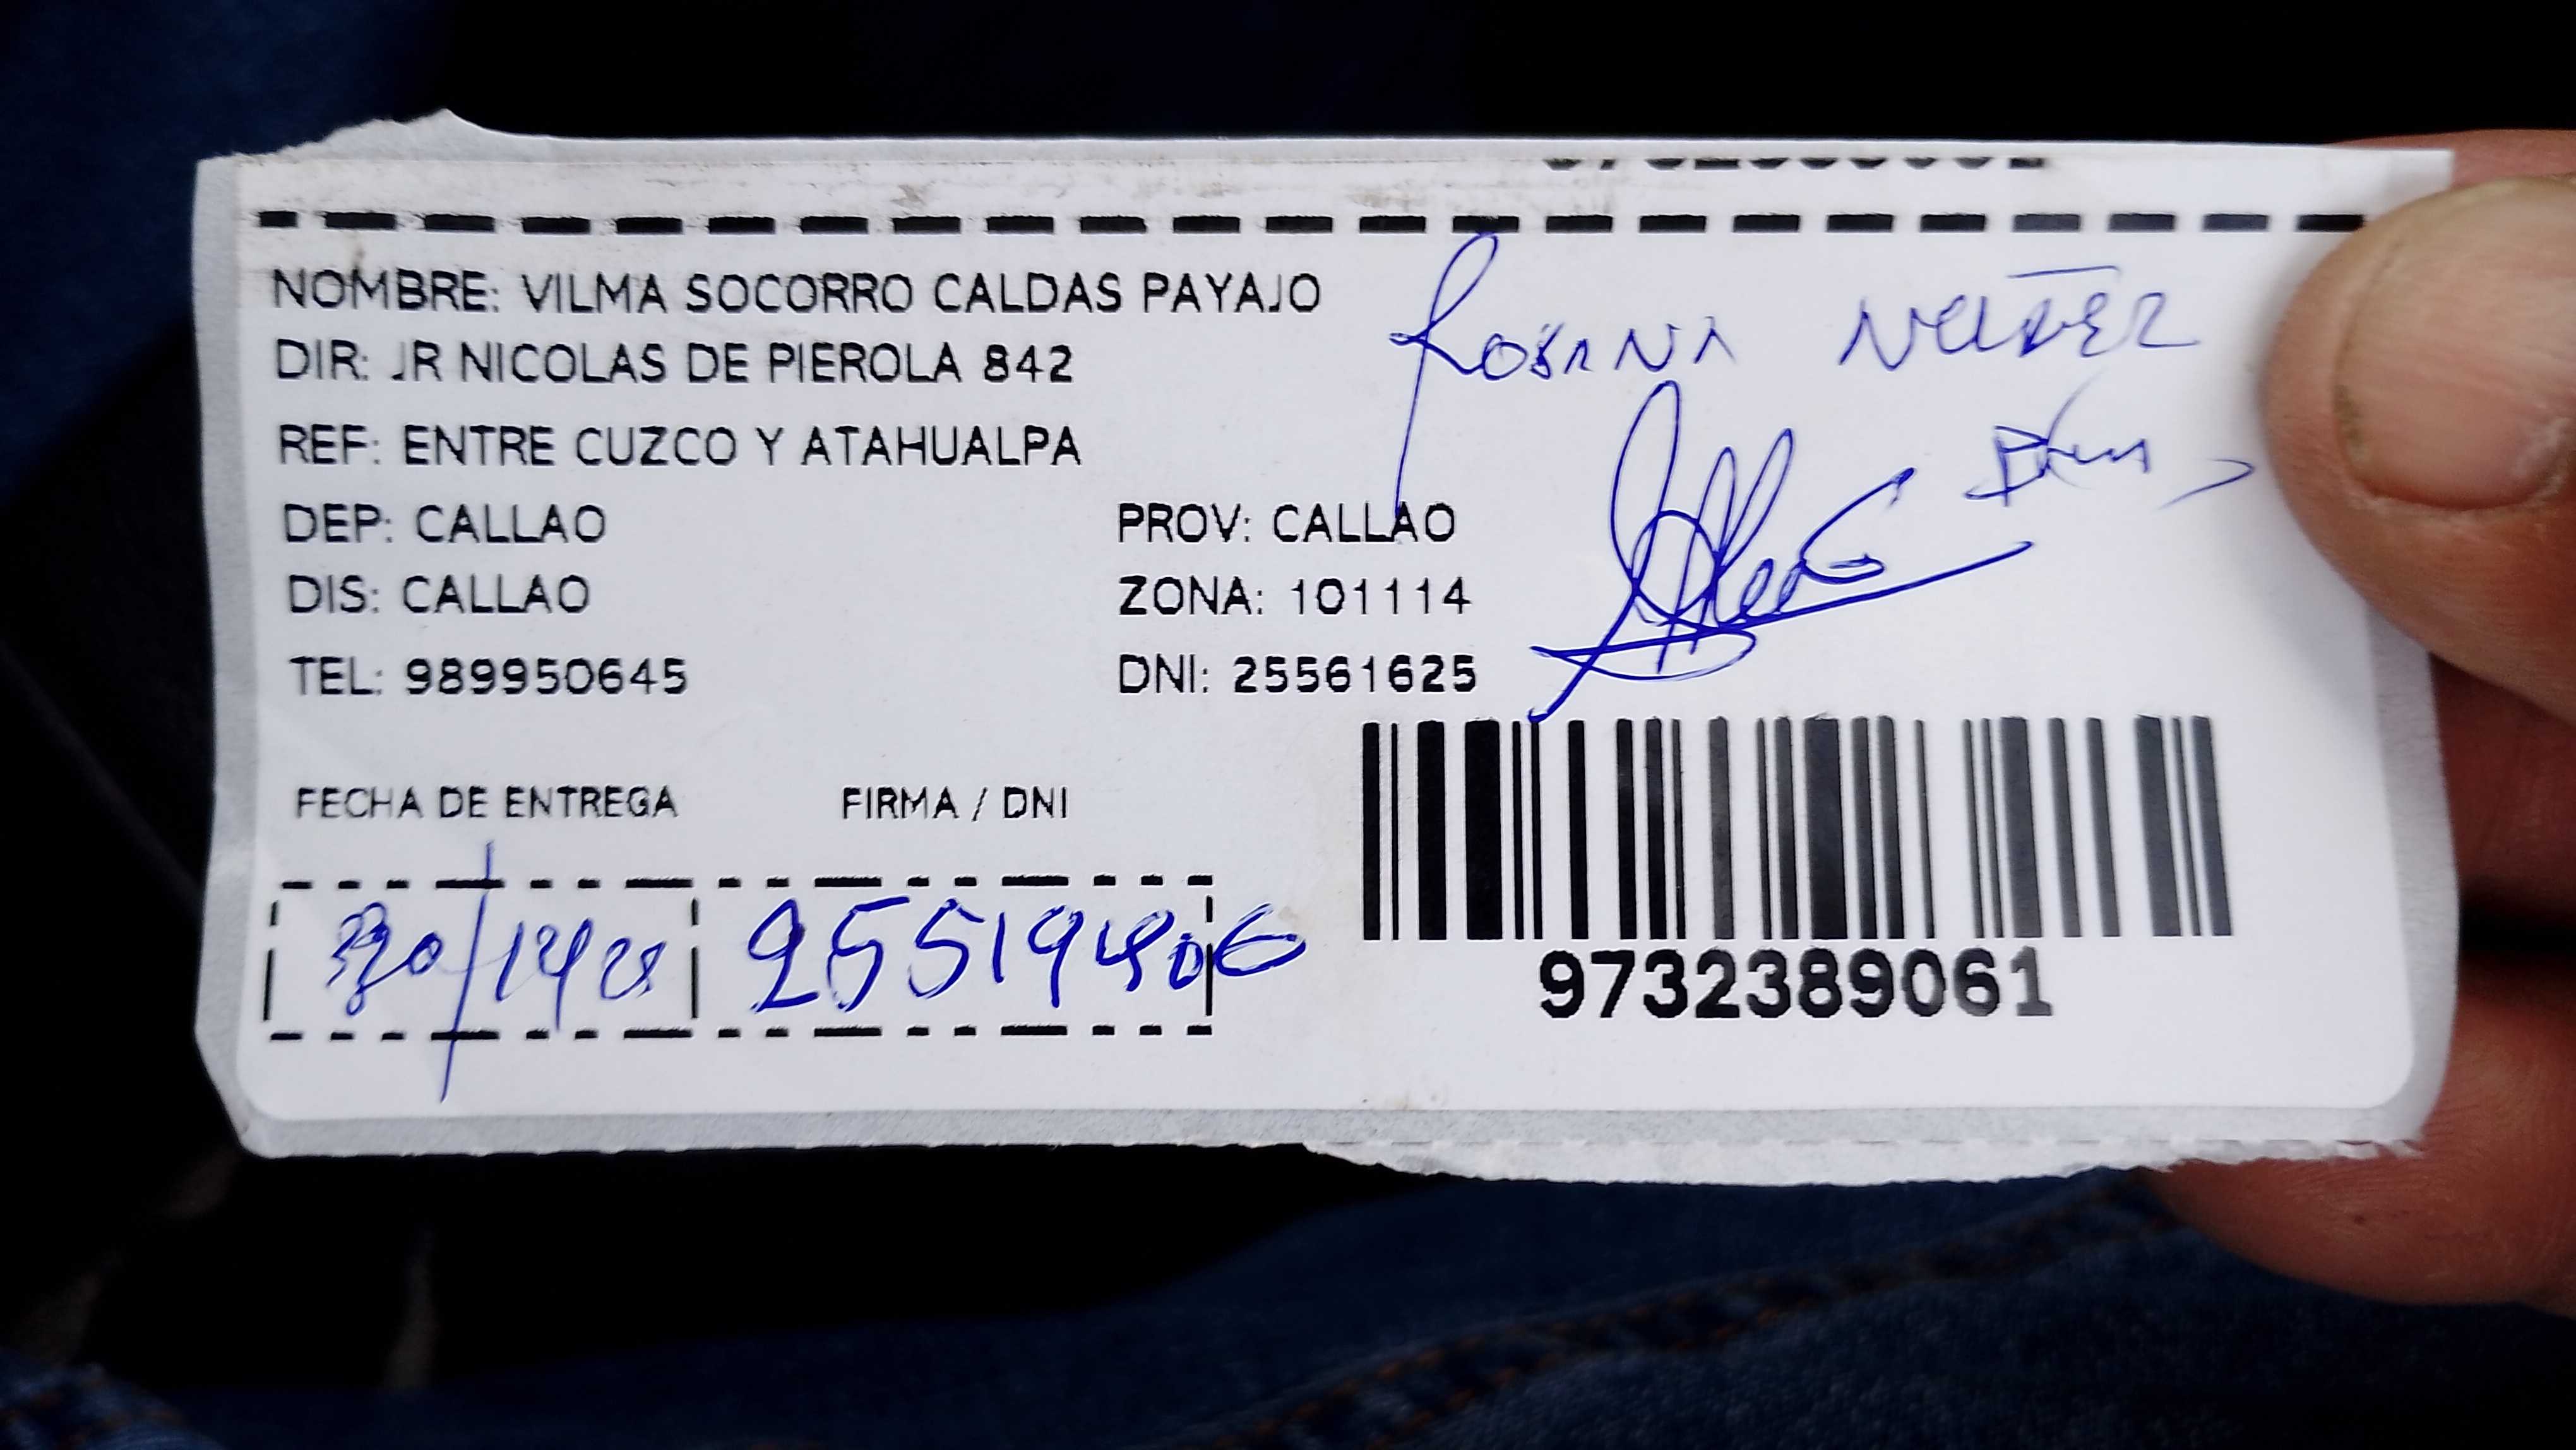 NOMBRE: VILMA SOCORRO CALDAS PAYAJO
DIR: JR NICOLAS DE PIEROLA 842
REF: ENTRE CUZCO Y ATAHUALPA
DEP: CALLAO
PROV: CALLAO
DIS: CALLAO
ZONA: 101114
TEL: 989950645
DNI: 25561625
ROSANA
FECHA DE ENTREGA
FIRMA / DNI
9732389061